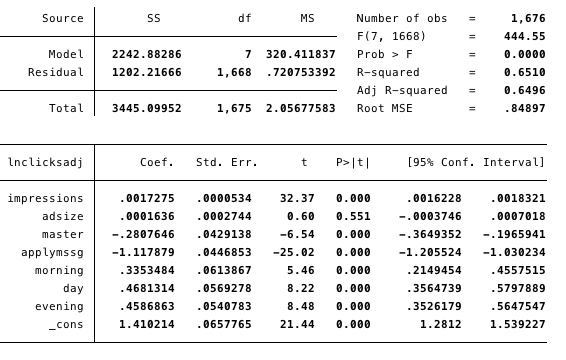 Source SS df MS Number of obs = 1,676
F(7, 1668) = 444.55
Model 2242.88286 7 320.411837 Prob > F = 0.0000
Residual 1202.21666 1,668 .720753392 R-squared = 0.6510
Adj R-squared = 0.6496
Total 3445.09952 1,675 2.05677583 Root MSE = .84897
lnclicksadj Coef. Std. Err. t P>|t| [95% Conf. Interval]
impressions .0017275 .0000534 32.37 0.000 .0016228 .0018321
adsize .0001636 .0002744 0.60 0.551 -.0003746 .0007018
master -.2807646 .0429138 -6.54 0.000 -.3649352 -.1965941
applymssg -1.117879 .0446853 -25.02 0.000 -1.205524 -1.030234
morning .3353484 .0613867 5.46 0.000 .2149454 .4557515
day .4681314 .0569278 8.22 0.000 .3564739 .5797889
evening .4586863 .0540783 8.48 0.000 .3526179 .5647547
_cons 1.410214 .0657765 21.44 0.000 1.2812 1.539227